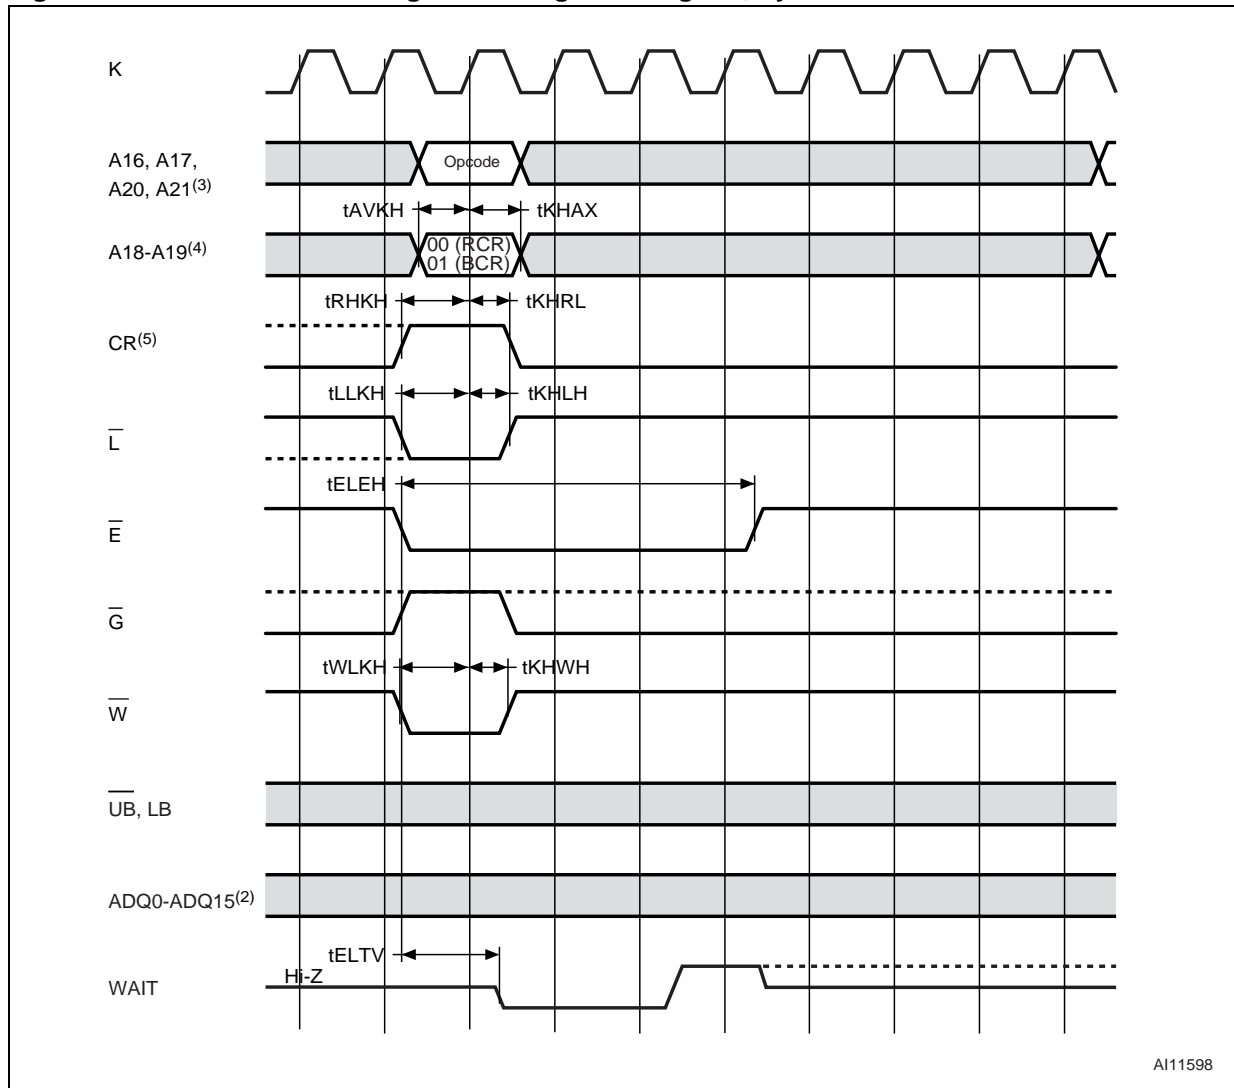 K
A16, A17,
A20, A21(3)
Opcode
tAVKH
tKHAX
A18-A19(4)
00 (RCR)
01 (BCR)
tRHKH
tKHRL
CR(5)
tLLKH
tKHLH
L
tELEH
E
G
tWLKH
tKHWH
W
UB, LB
ADQ0-ADQ15(2)
tELTV
Hi-Z
WAIT
AI11598